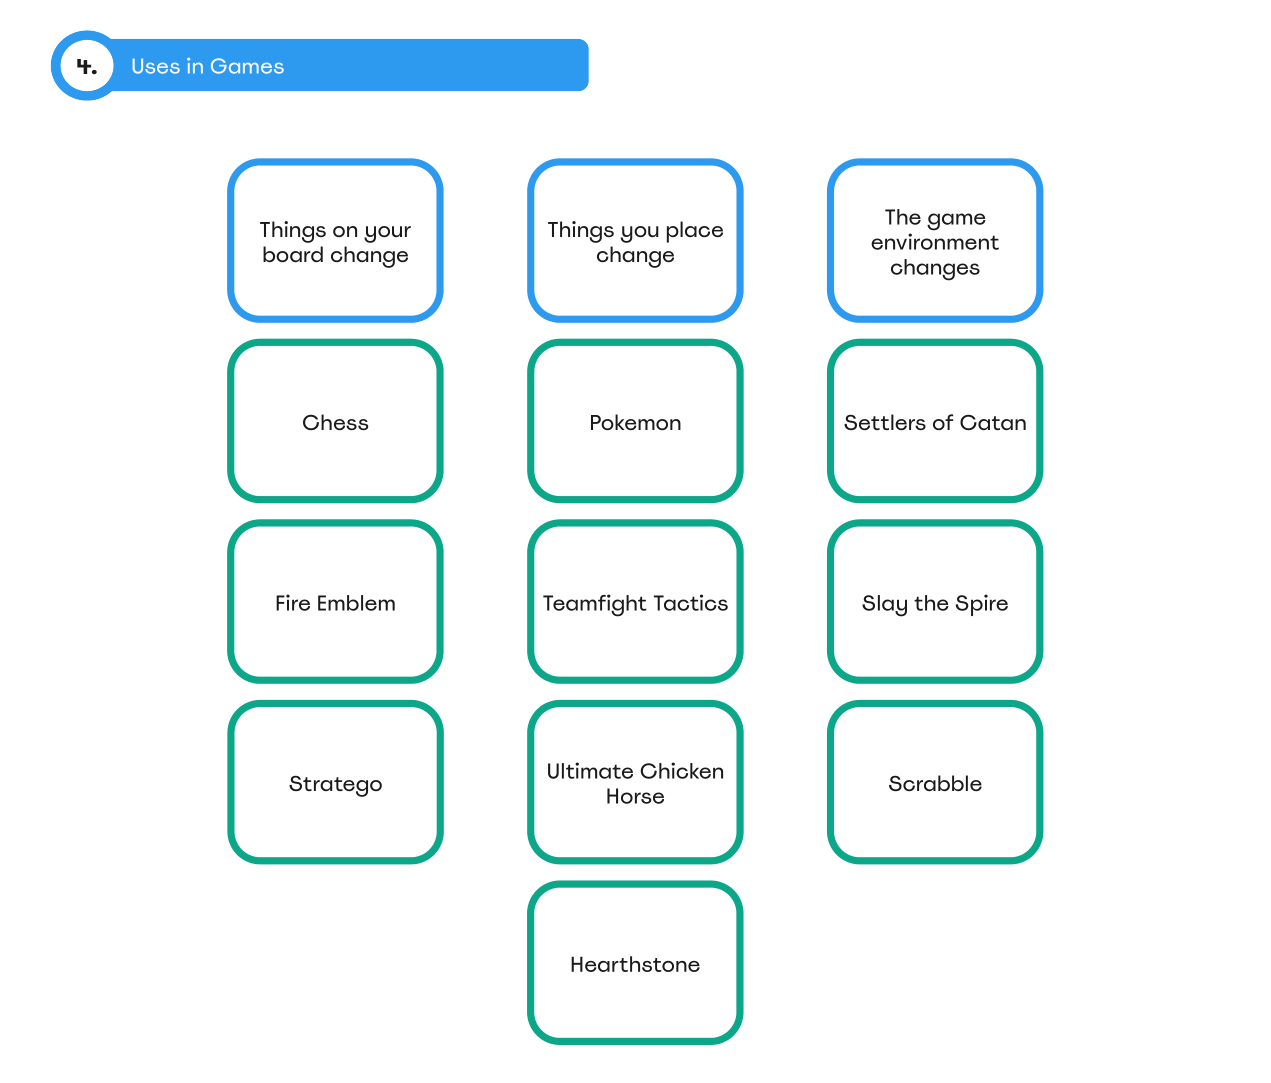 4.
Uses in Games
Things on your
board change
Things you place
change
The game
environment
changes
Chess
Pokemon
Settlers of Catan
Fire Emblem
Teamfight Tactics
Slay the Spire
Stratego
Ultimate Chicken
Horse
Scrabble
Hearthstone